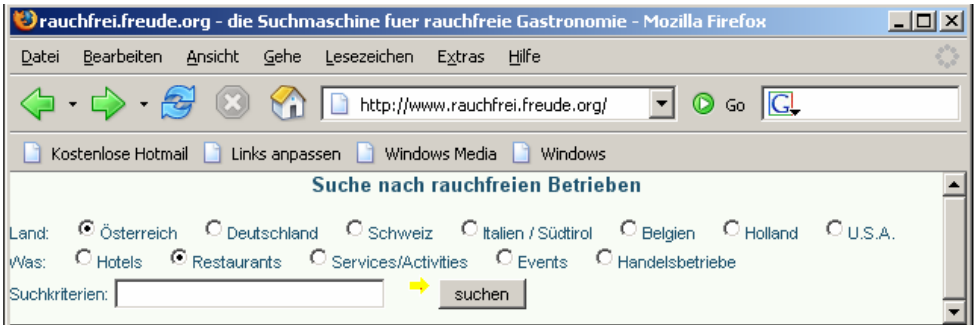 rauchfrei.freude.org - die Suchmaschine fuer rauchfreie Gastronomie - Mozilla Firefox
Datei Bearbeiten Ansicht Gehe Lesezeichen Extras Hilfe
http://www.rauchfrei.freude.org/ Go G
Kostenlose Hotmail Links anpassen Windows Media Windows
Suche nach rauchfreien Betrieben
Land: Österreich Deutschland Schweiz Italien / Südtirol Belgien Holland U.S.A.
Was: Hotels Restaurants Services/Activities Events Handelsbetriebe
Suchkriterien: suchen